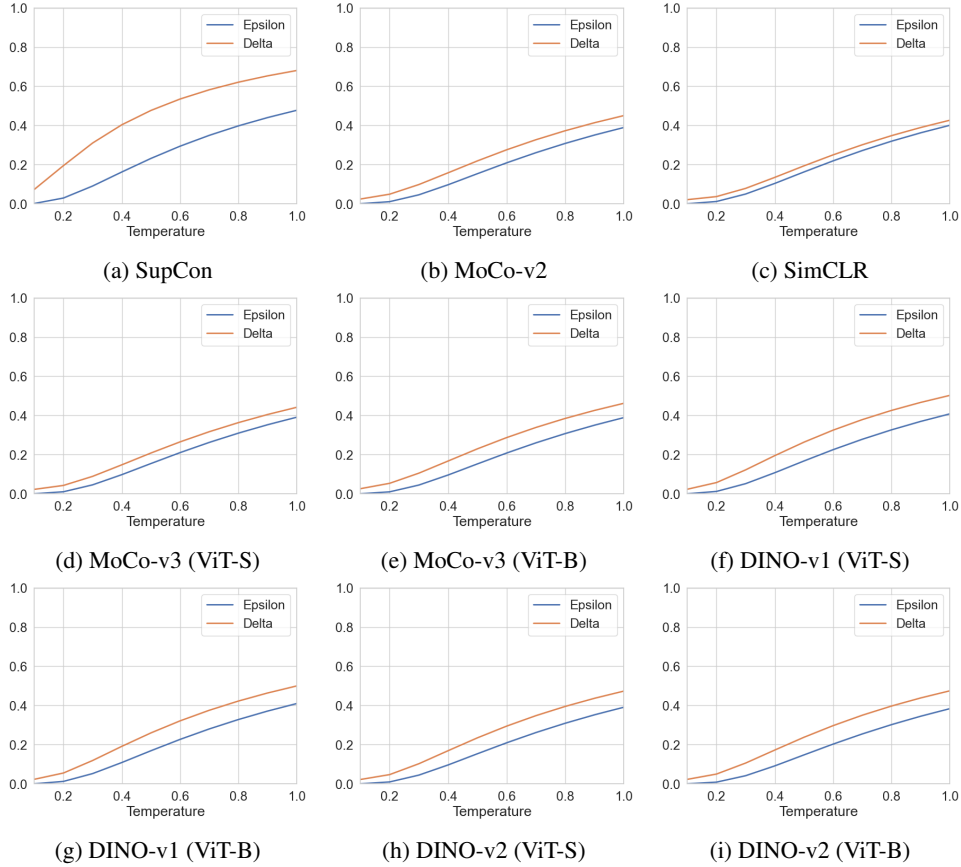 1.0
0.8
0.6
0.4
0.2
0.0
Epsilon
Delta
0.2 0.4 0.6 0.8 1.0
Temperature
(a) SupCon
1.0
0.8
0.6
0.4
0.2
0.0
Epsilon
Delta
0.2 0.4 0.6 0.8 1.0
Temperature
(b) MoCo-v2
1.0
0.8
0.6
0.4
0.2
0.0
Epsilon
Delta
0.2 0.4 0.6 0.8 1.0
Temperature
(c) SimCLR
1.0
0.8
0.6
0.4
0.2
0.0
Epsilon
Delta
0.2 0.4 0.6 0.8 1.0
Temperature
(d) MoCo-v3 (ViT-S)
1.0
0.8
0.6
0.4
0.2
0.0
Epsilon
Delta
0.2 0.4 0.6 0.8 1.0
Temperature
(e) MoCo-v3 (ViT-B)
1.0
0.8
0.6
0.4
0.2
0.0
Epsilon
Delta
0.2 0.4 0.6 0.8 1.0
Temperature
(f) DINO-v1 (ViT-S)
1.0
0.8
0.6
0.4
0.2
0.0
Epsilon
Delta
0.2 0.4 0.6 0.8 1.0
Temperature
(g) DINO-v1 (ViT-B)
1.0
0.8
0.6
0.4
0.2
0.0
Epsilon
Delta
0.2 0.4 0.6 0.8 1.0
Temperature
(h) DINO-v2 (ViT-S)
1.0
0.8
0.6
0.4
0.2
0.0
Epsilon
Delta
0.2 0.4 0.6 0.8 1.0
Temperature
(i) DINO-v2 (ViT-B)